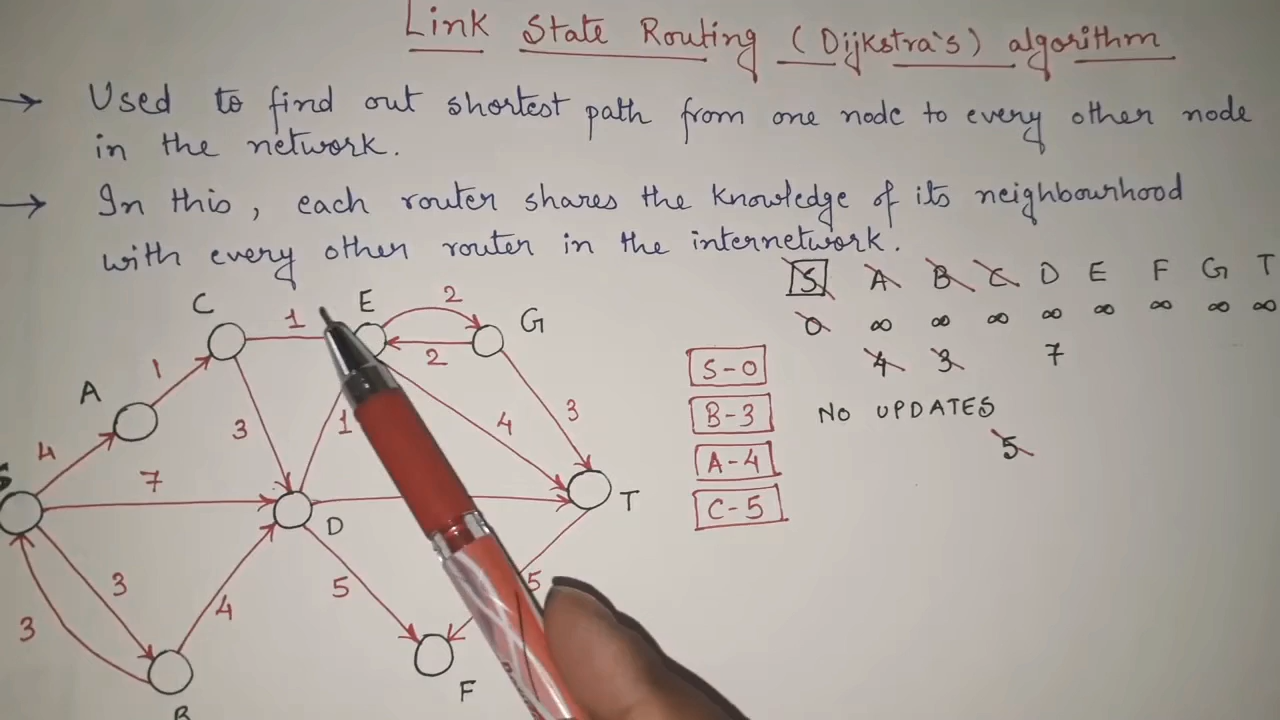 Link State Routing (Dijkstra's) algorithm
→ Used to find out shortest path from one node to every other node
in the network.
→ In this, each router shares the knowledge of its neighbourhood
with every other router in the internetwork.
S A B C D E F G T
0 ∞ ∞ ∞ ∞ ∞ ∞ ∞ ∞
4 3 7
NO UPDATES
5
S-0
B-3
A-4
C-5
C 1 E 2 G
2
1
A
3 1 4 3
4
7
T
D
3 5 5
4
3
F